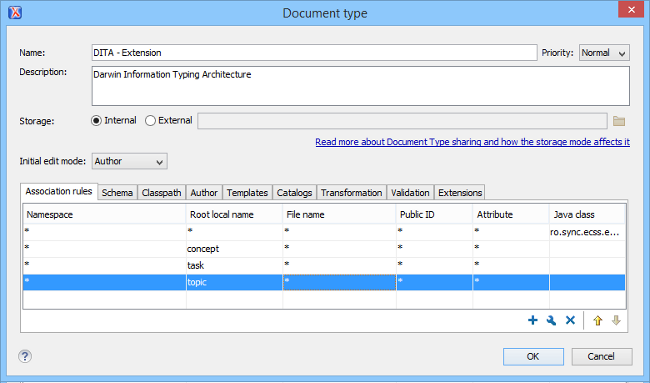 Document type
Name: DITA - Extension Priority: Normal
Description: Darwin Information Typing Architecture
Storage: Internal External
Read more about Document Type sharing and how the storage mode affects it
Initial edit mode: Author
Association rules Schema Classpath Author Templates Catalogs Transformation Validation Extensions
Namespace Root local name File name Public ID Attribute Java class
* * * * * ro.sync.ecss.e...
* concept * * *
* task * * *
* topic * * *
OK Cancel